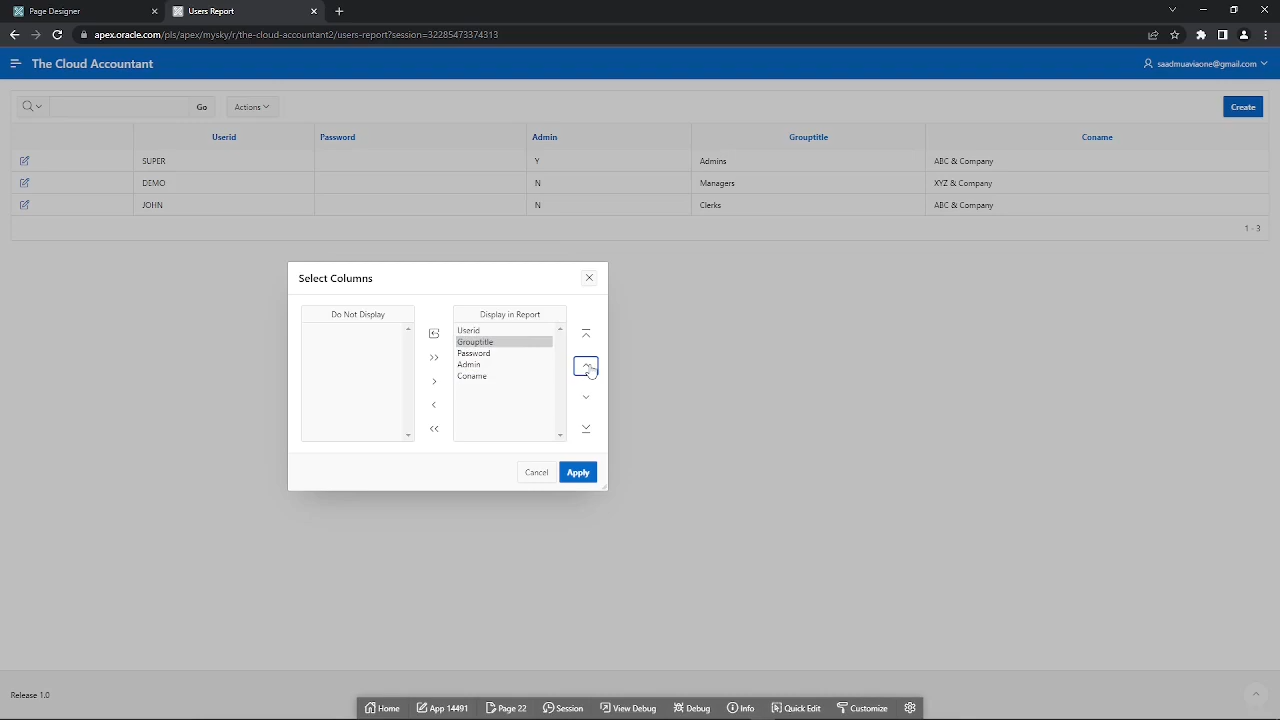 Page Designer
Users Report
apex.oracle.com/pls/apex/mysky/r/the-cloud-accountant2/users-report?session=32285473374313
The Cloud Accountant
saadmuaviaone@gmail.com
Go
Actions
Create
Userid Password Admin Grouptitle Coname
SUPER Y Admins ABC & Company
DEMO N Managers XYZ & Company
JOHN N Clerks ABC & Company
1 - 3
Select Columns
Do Not Display
Display in Report
Userid
Grouptitle
Password
Admin
Coname
Cancel
Apply
Release 1.0
Home
App 14491
Page 22
Session
View Debug
Debug
Info
Quick Edit
Customize